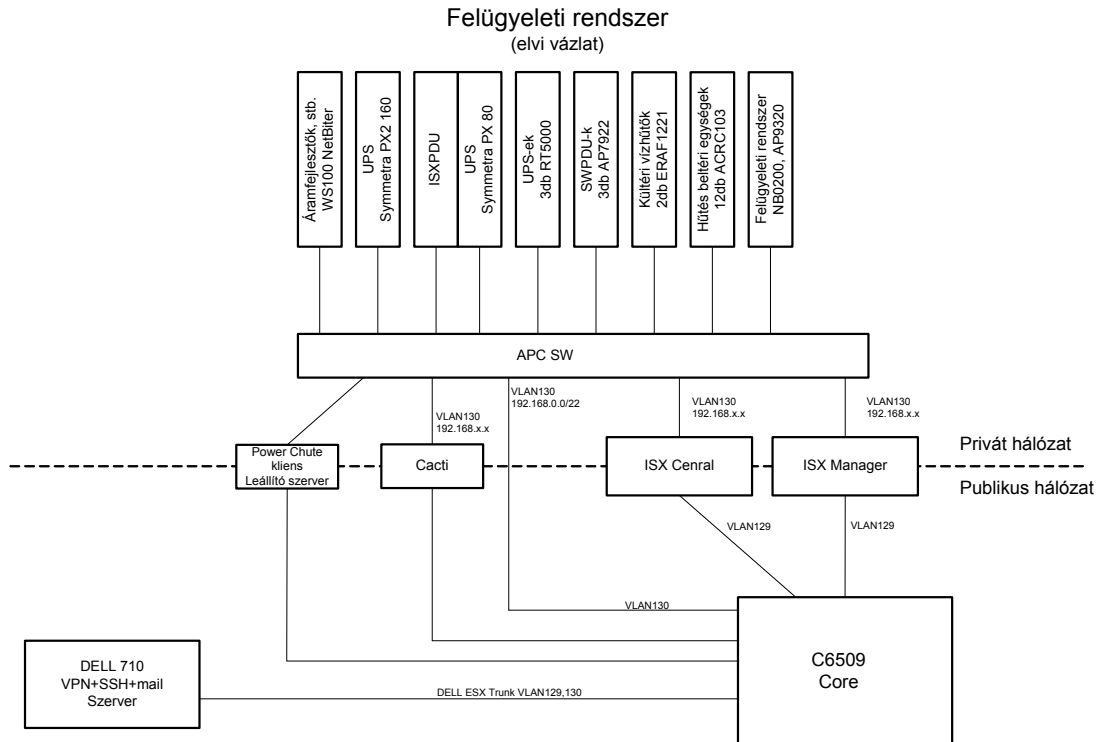 Felügyeleti rendszer
(elvi vázlat)
Áramfejlesztők, stb.
WS100 NetBiter
UPS
Symmetra PX2 160
ISXPDU
UPS
Symmetra PX 80
UPS-ek
3db RT5000
SWPDU-k
3db AP7922
Kültéri vízhűtők
2db ERAF1221
Hűtés beltéri egységek
12db ACRC103
Felügyeleti rendszer
NB0200, AP9320
APC SW
VLAN130
192.168.x.x
VLAN130
192.168.0.0/22
VLAN130
192.168.x.x
VLAN130
192.168.x.x
Power Chute
kliens
Leállító szerver
Cacti
ISX Cenral
ISX Manager
Privát hálózat
Publikus hálózat
VLAN129
VLAN129
VLAN130
DELL 710
VPN+SSH+mail
Szerver
DELL ESX Trunk VLAN129,130
C6509
Core